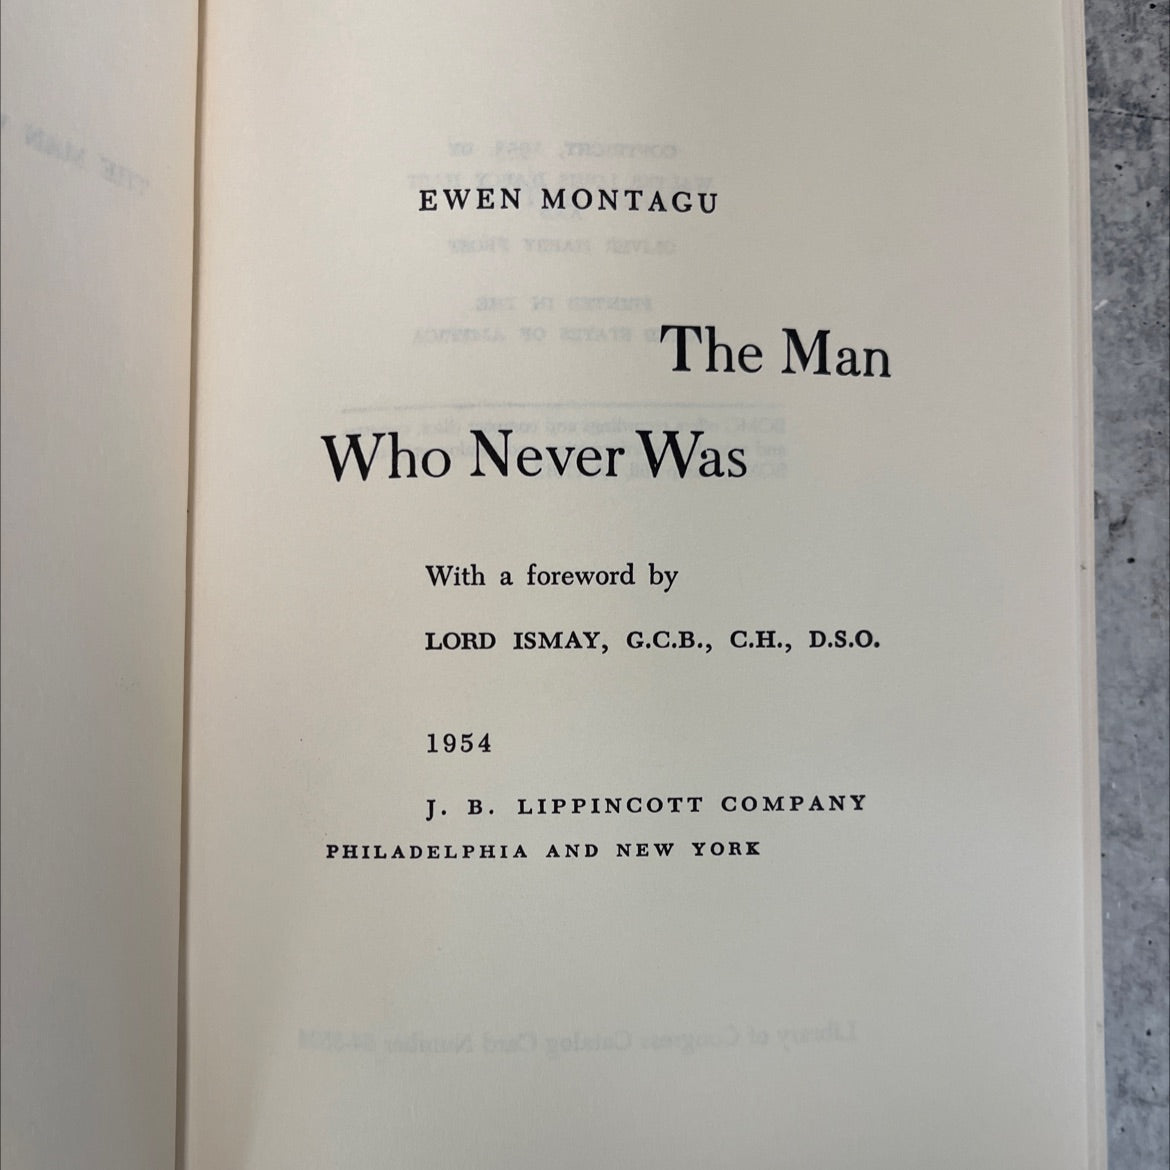 EWEN MONTAGU
The Man
Who Never Was
With a foreword by
LORD ISMAY, G.C.B., C.H., D.S.O.
1954
J. B. LIPPINCOTT COMPANY
PHILADELPHIA AND NEW YORK